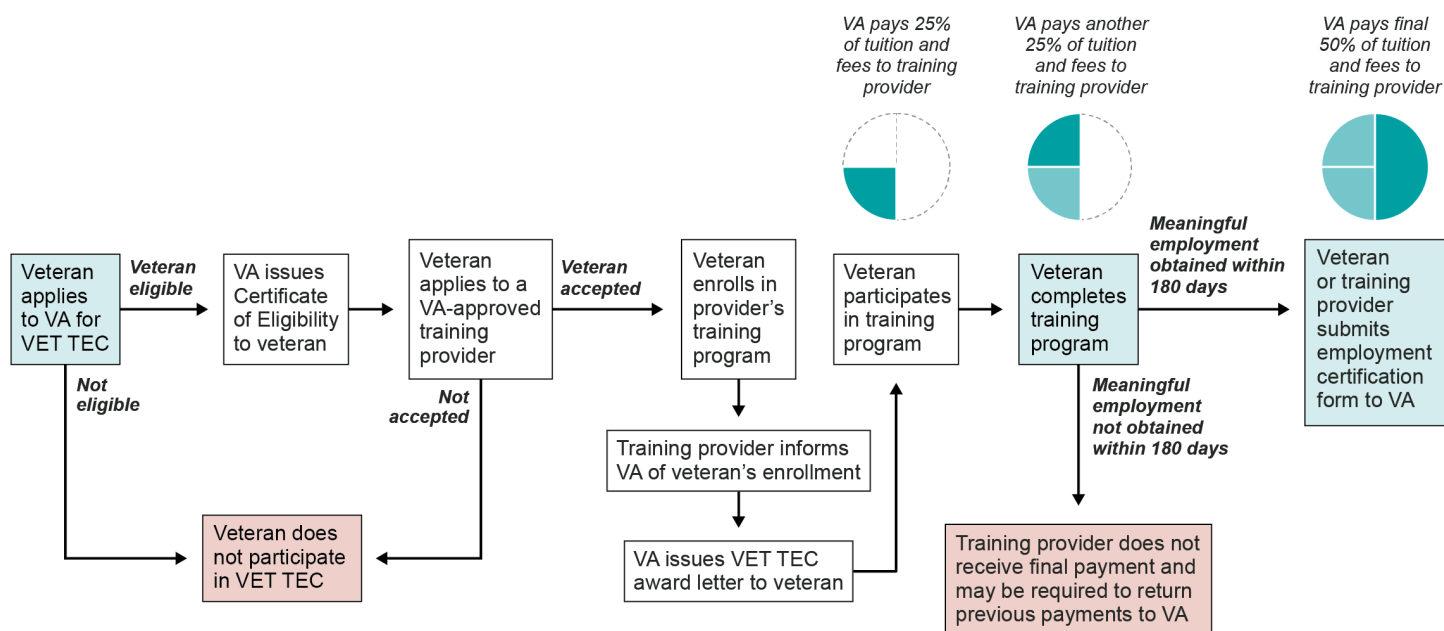 VA pays 25%
of tuition and
fees to training
provider
VA pays another
25% of tuition
and fees to
training provider
VA pays final
50% of tuition
and fees to
training provider
Veteran
applies
to VA for
VET TEC
Veteran
eligible
Not
eligible
VA issues
Certificate
of Eligibility
to veteran
Veteran
applies to a
VA-approved
training
provider
Veteran
accepted
Not
accepted
Veteran does
not participate
in VET TEC
Veteran
enrolls in
provider’s
training
program
Training provider informs
VA of veteran’s enrollment
VA issues VET TEC
award letter to veteran
Veteran
participates
in training
program
Veteran
completes
training
program
Meaningful
employment
obtained within
180 days
Meaningful
employment
not obtained
within 180 days
Veteran
or training
provider
submits
employment
certification
form to VA
Training provider does not
receive final payment and
may be required to return
previous payments to VA